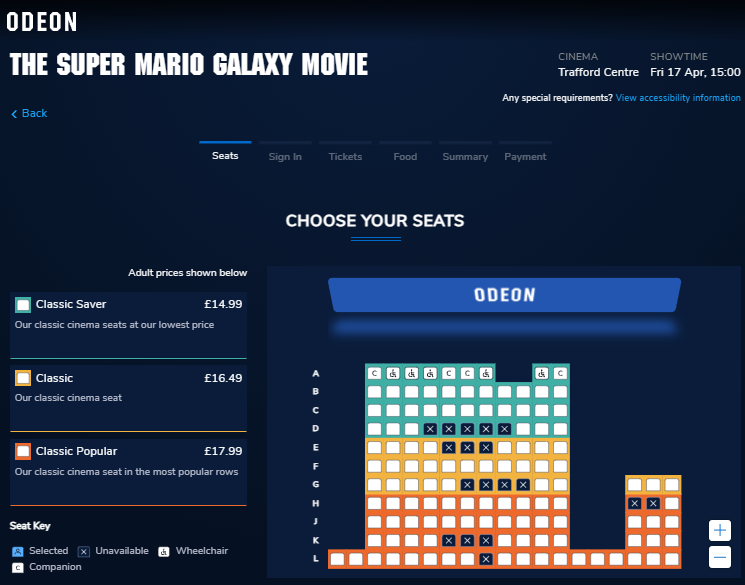 ODEON
THE SUPER MARIO GALAXY MOVIE
CINEMA SHOWTIME
Trafford Centre Fri 17 Apr, 15:00
Any special requirements? View accessibility information
Back
Seats Sign In Tickets Food Summary Payment
CHOOSE YOUR SEATS
Adult prices shown below
Classic Saver £14.99
Our classic cinema seats at our lowest price
Classic £16.49
Our classic cinema seat
Classic Popular £17.99
Our classic cinema seat in the most popular rows
Seat Key
Selected Unavailable Wheelchair
C Companion
ODEON
A C C C C
B
C
D
E
F
G
H
J
K
L